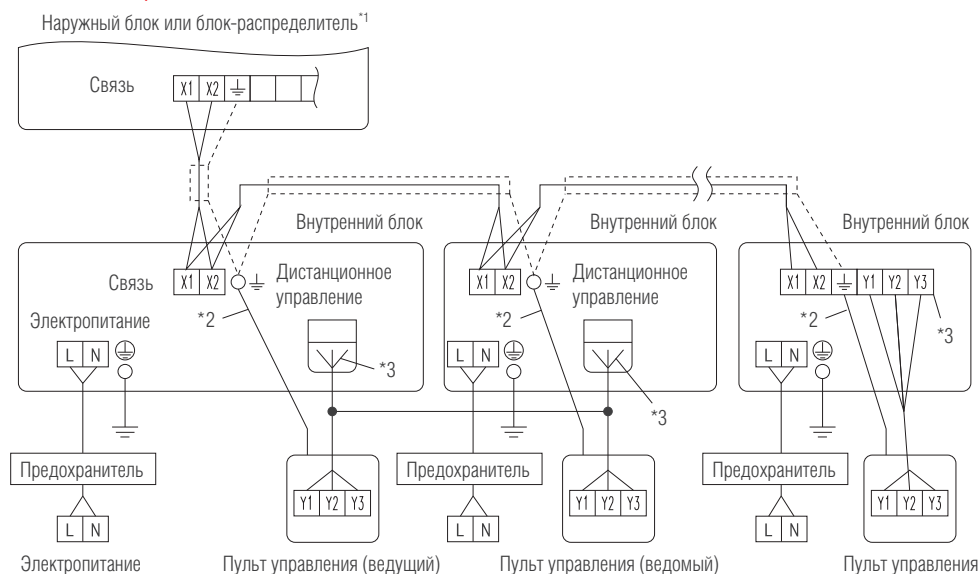 Наружный блок или блок-распределитель*1
Связь
X1 X2
Внутренний блок
Внутренний блок
Внутренний блок
Связь
X1 X2
Дистанционное
управление
X1 X2
Дистанционное
управление
X1 X2 Y1 Y2 Y3
*2
*2
*2
*3
Электропитание
L N
*3
L N
*3
L N
Предохранитель
Предохранитель
Предохранитель
Y1 Y2 Y3
Y1 Y2 Y3
Y1 Y2 Y3
L N
L N
L N
Электропитание
Пульт управления (ведущий)
Пульт управления (ведомый)
Пульт управления